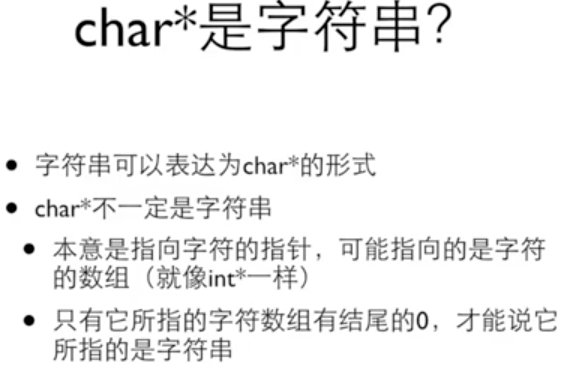 char*是字符串？
• 字符串可以表达为char*的形式
• char*不一定是字符串
• 本意是指向字符的指针，可能指向的是字符
的数组（就像int*一样）
• 只有它所指的字符数组有结尾的0，才能说它
所指的是字符串